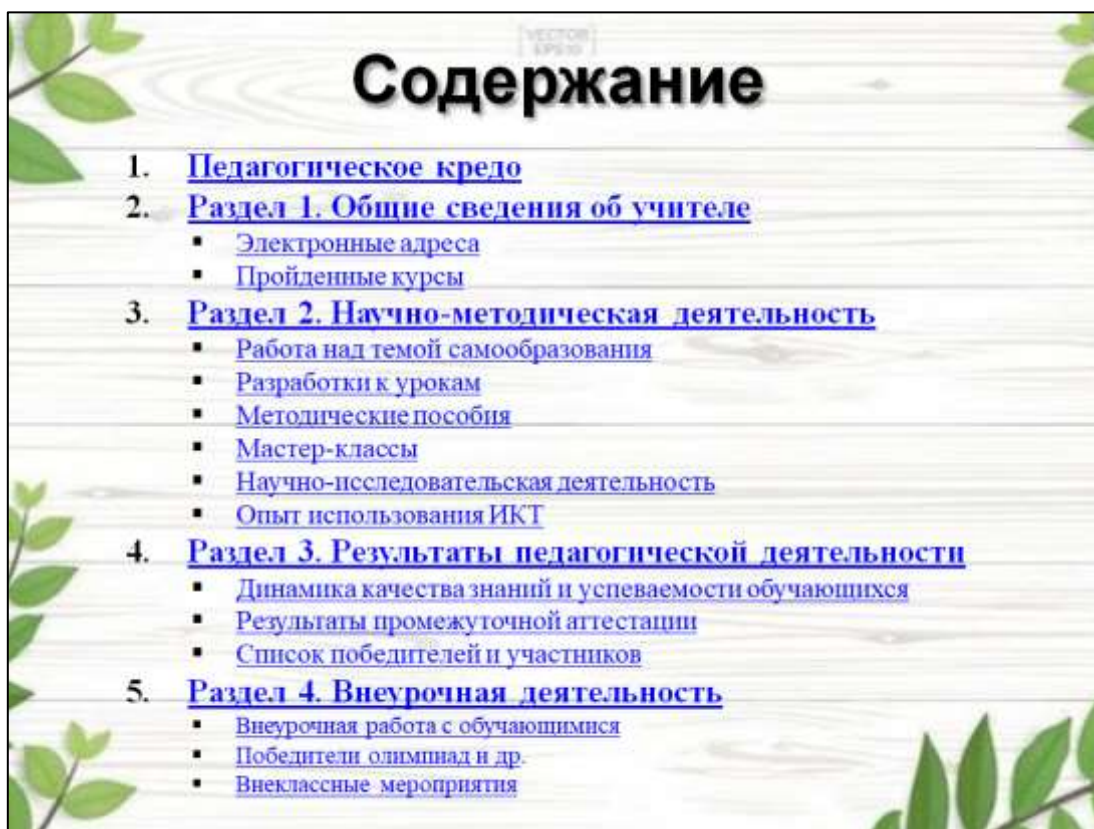 [VECTOR]
EPS10
Содержание
1. Педагогическое кредо
2. Раздел 1. Общие сведения об учителе
▪ Электронные адреса
▪ Пройденные курсы
3. Раздел 2. Научно-методическая деятельность
▪ Работа над темой самообразования
▪ Разработки к урокам
▪ Методические пособия
▪ Мастер-классы
▪ Научно-исследовательская деятельность
▪ Опыт использования ИКТ
4. Раздел 3. Результаты педагогической деятельности
▪ Динамика качества знаний и успеваемости обучающихся
▪ Результаты промежуточной аттестации
▪ Список победителей и участников
5. Раздел 4. Внеурочная деятельность
▪ Внеурочная работа с обучающимися
▪ Победители олимпиад и др.
▪ Внеклассные мероприятия